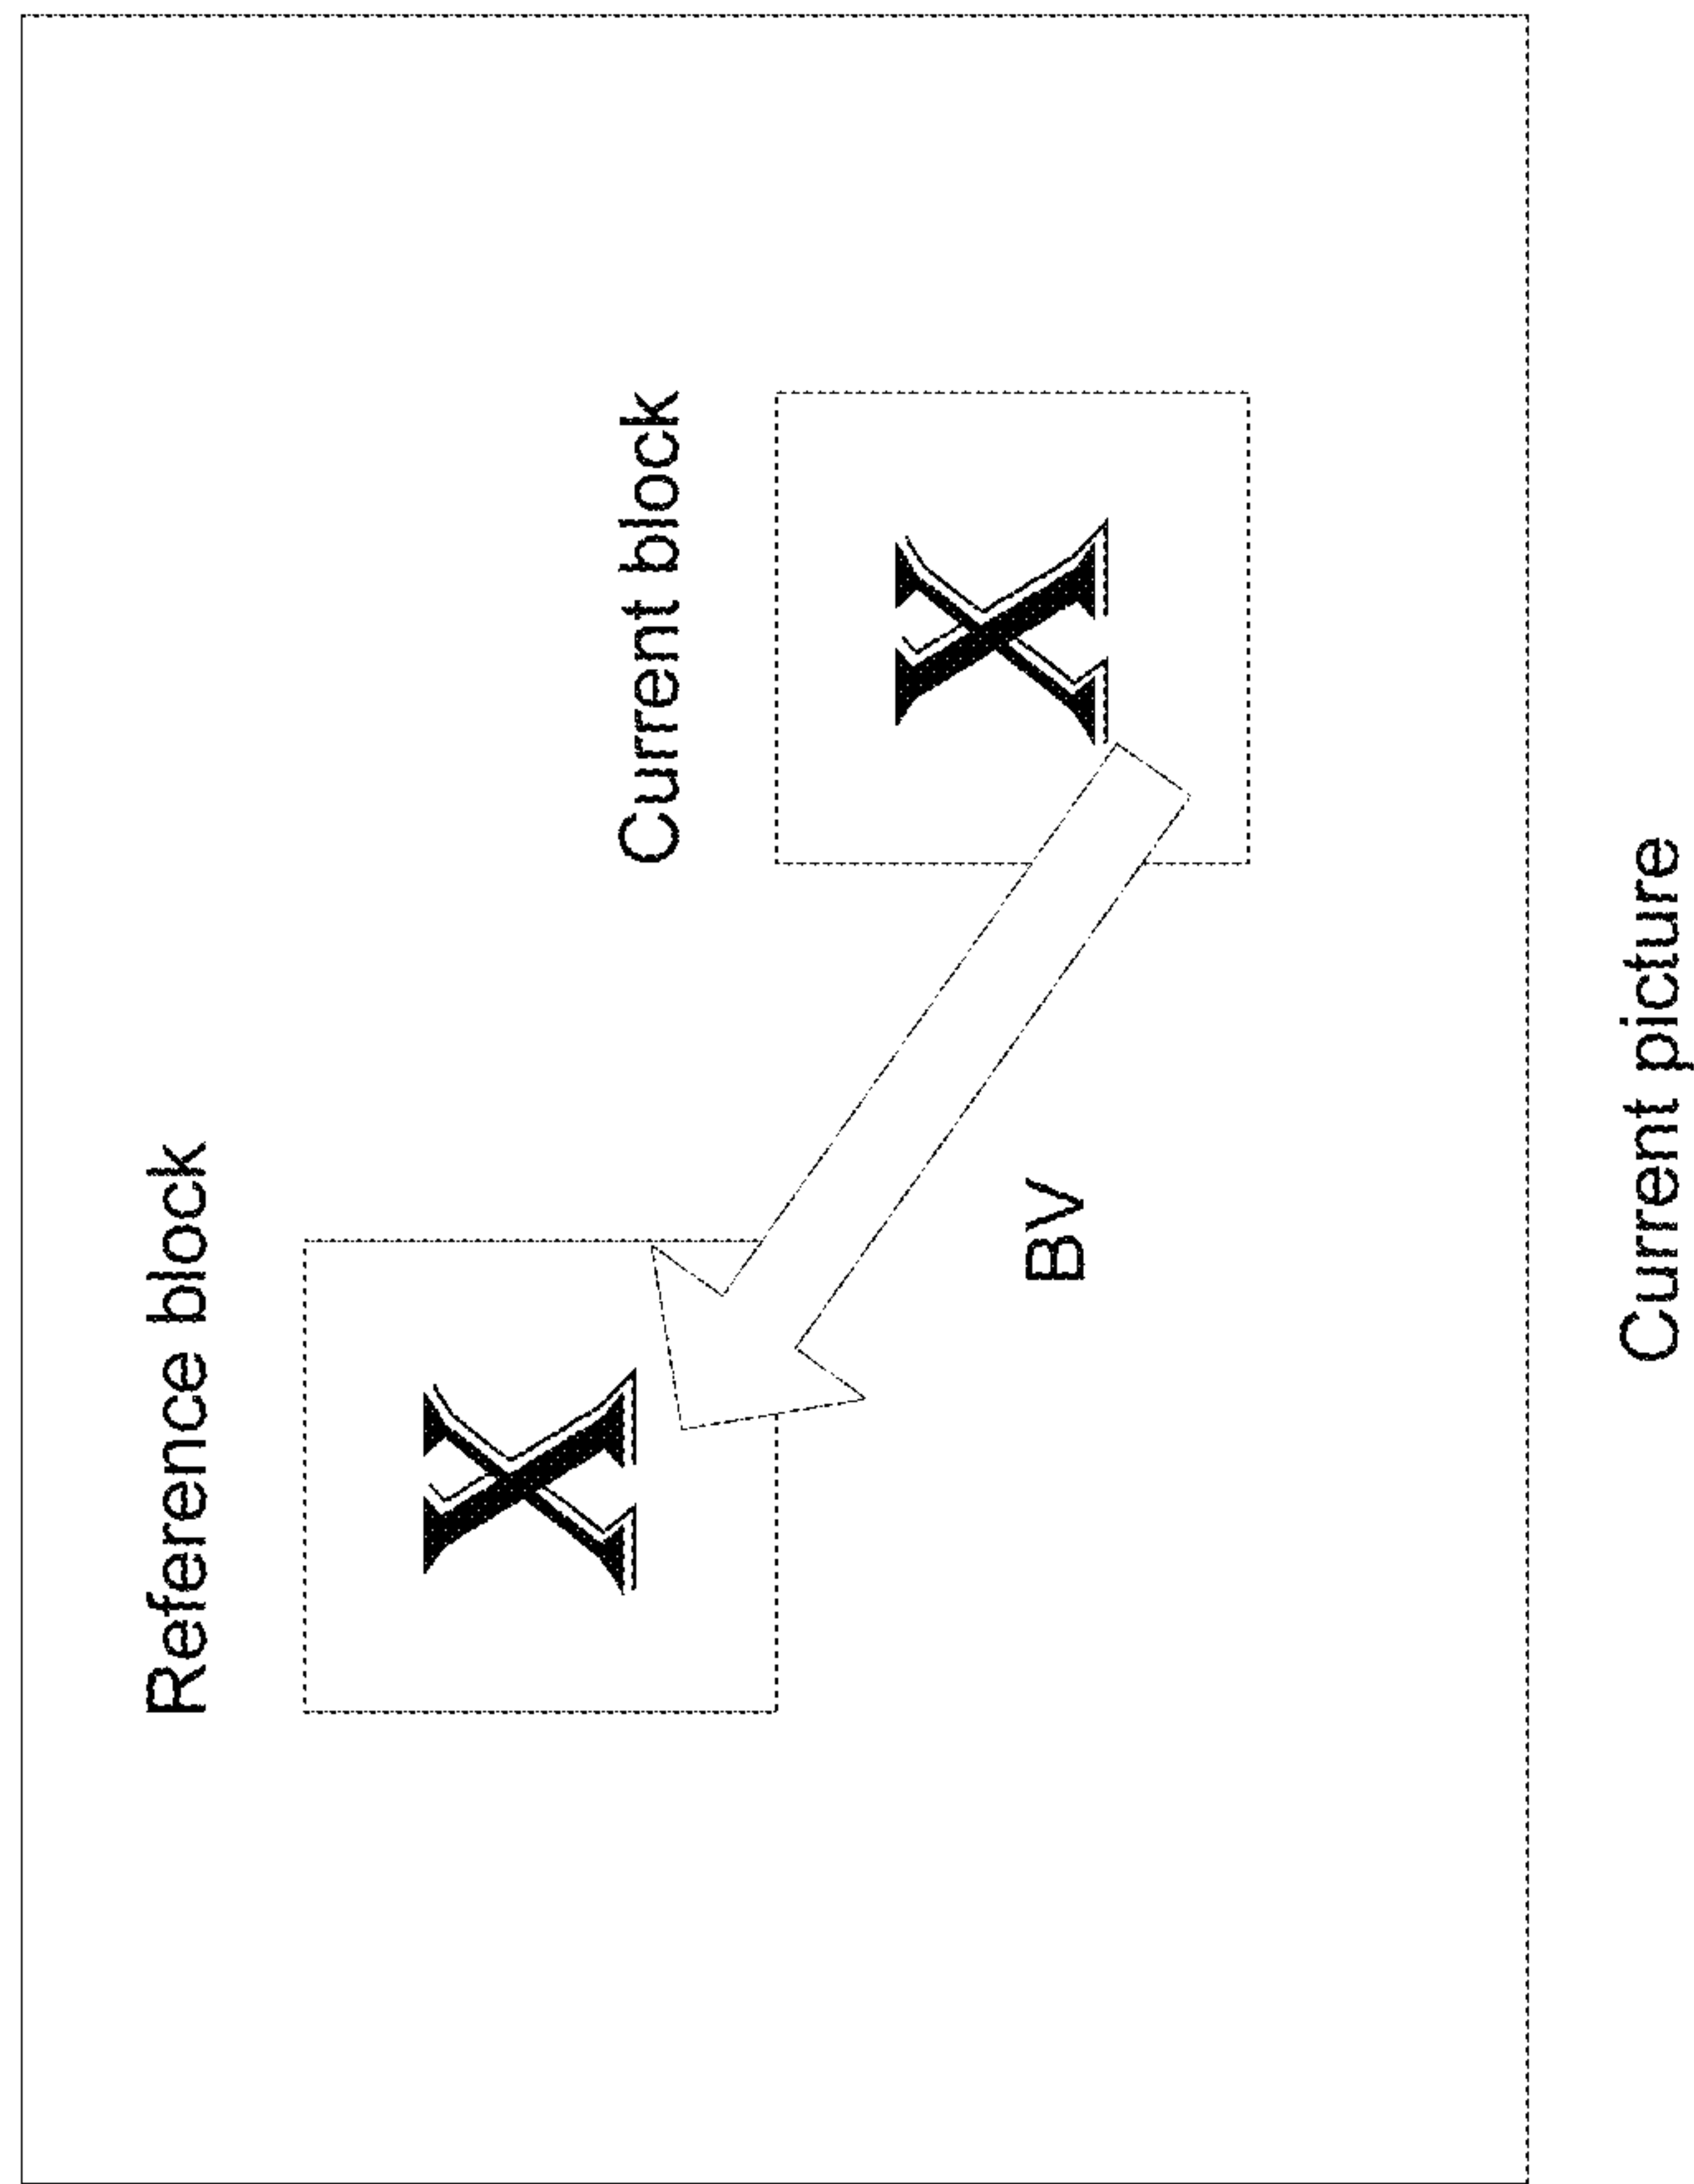 Reference block
X
Current block
X
BV
Current picture